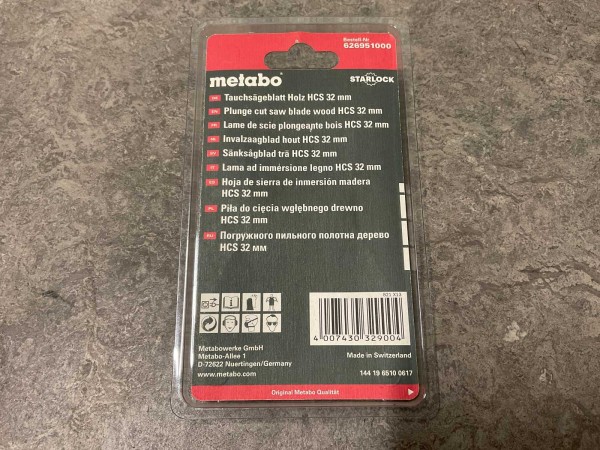 Bestell-Nr.
626951000
metabo
STARLOCK
Tauchsägeblatt Holz HCS 32 mm
Plunge cut saw blade wood HCS 32 mm
Lame de scie plongeante bois HCS 32 mm
Invalzaagblad hout HCS 32 mm
Sänksågblad trä HCS 32 mm
Lama ad immérsione legno HCS 32 mm
Hoja de sierra de inmersión madera
HCS 32 mm
Piła do cięcia wgłębnego drewno
HCS 32 mm
Погружного пильного полотна дерево
HCS 32 мм
4 007430 329004
Metabowerke GmbH
Metabo-Allee 1
D-72622 Nuertingen/Germany
www.metabo.com
Made in Switzerland
144 19 6510 0617
Original Metabo Qualität